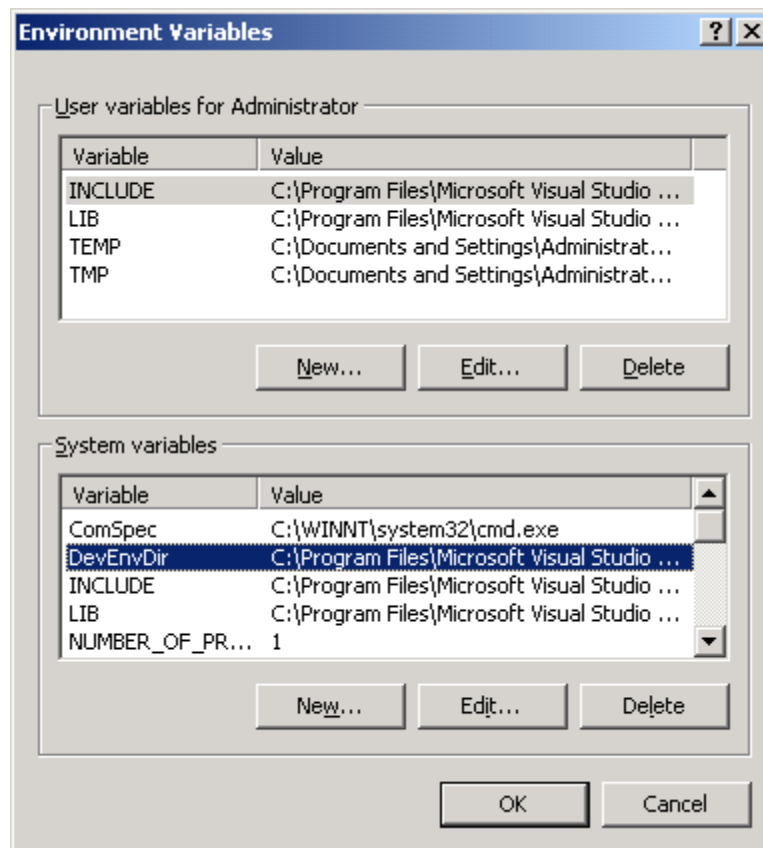 Environment Variables
User variables for Administrator
Variable Value
INCLUDE C:\Program Files\Microsoft Visual Studio ...
LIB C:\Program Files\Microsoft Visual Studio ...
TEMP C:\Documents and Settings\Administrat...
TMP C:\Documents and Settings\Administrat...
New... Edit... Delete
System variables
Variable Value
ComSpec C:\WINNT\system32\cmd.exe
DevEnvDir C:\Program Files\Microsoft Visual Studio ...
INCLUDE C:\Program Files\Microsoft Visual Studio ...
LIB C:\Program Files\Microsoft Visual Studio ...
NUMBER_OF_PR... 1
New... Edit... Delete
OK Cancel